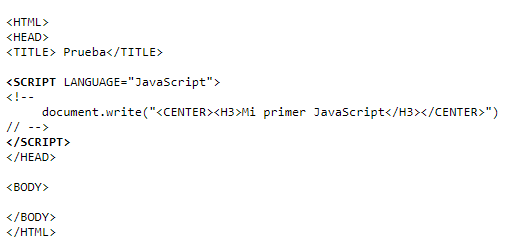 <HTML>
<HEAD>
<TITLE> Prueba</TITLE>
<SCRIPT LANGUAGE="JavaScript">
<!--
document.write("<CENTER><H3>Mi primer JavaScript</H3></CENTER>")
// -->
</SCRIPT>
</HEAD>
<BODY>
</BODY>
</HTML>